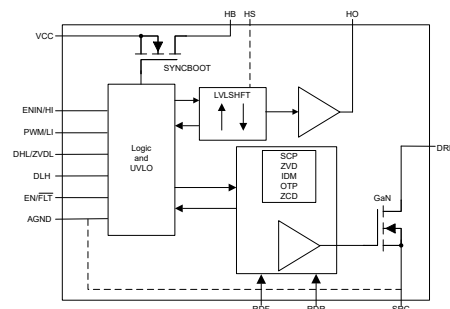 HB HS HO
VCC
SYNCBOOT
LVLSHFT
ENIN/HI
PWM/LI
DHL/ZVDL
DLH
EN/FLT
AGND
Logic
and
UVLO
SCP
ZVD
IDM
OTP
ZCD
GaN